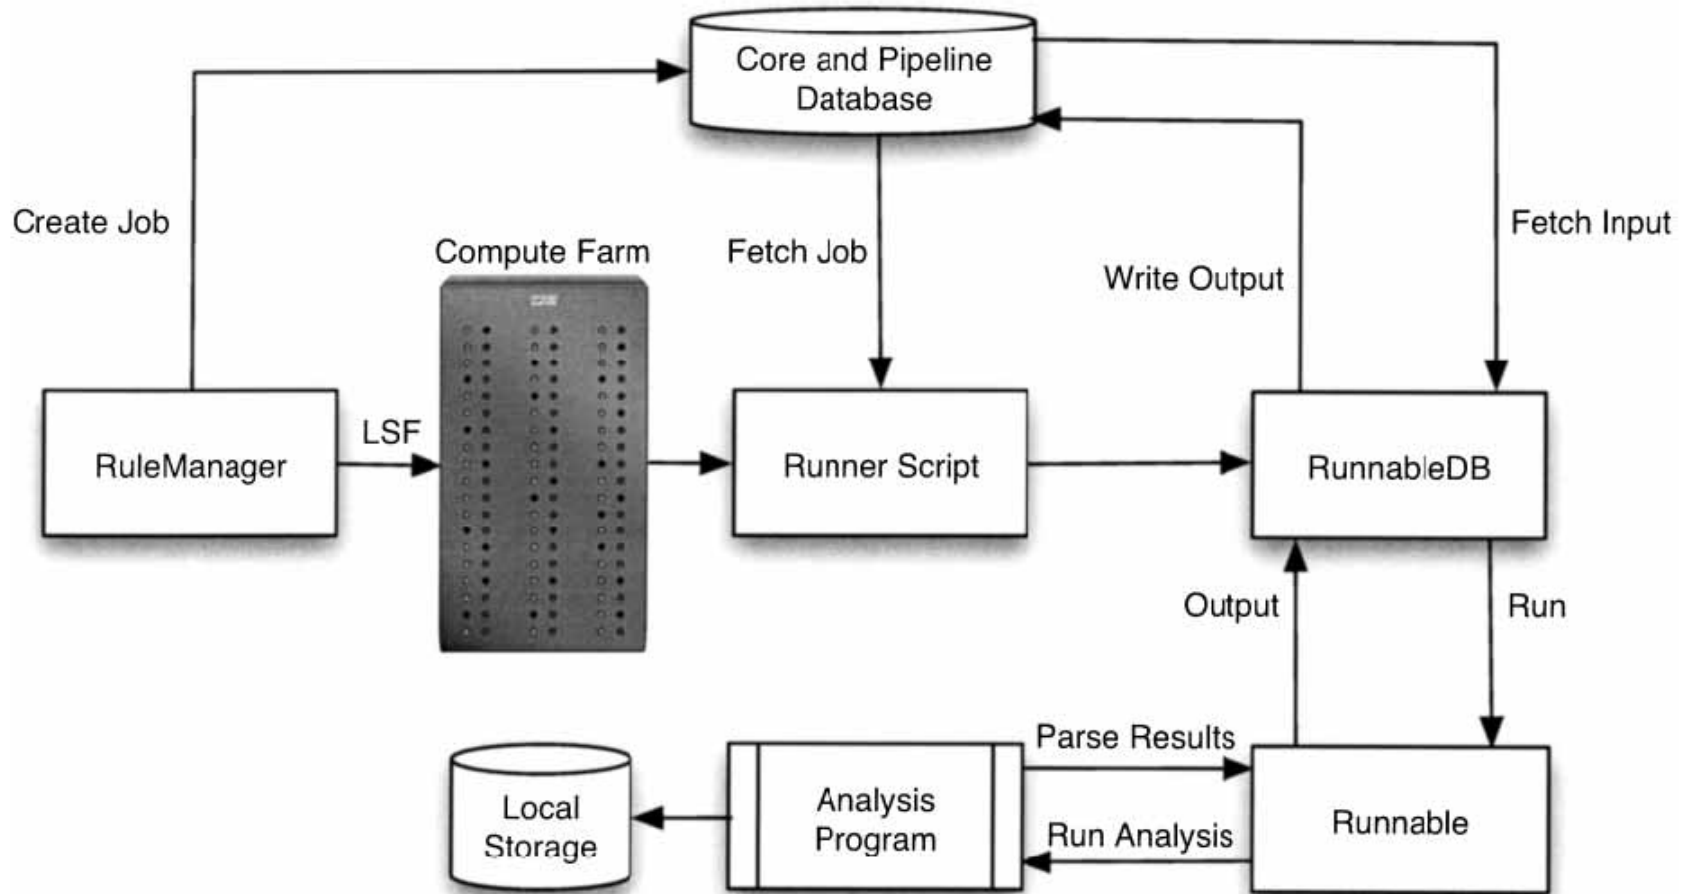 Core and Pipeline
Database
Create Job
Fetch Input
Compute Farm
Fetch Job
Write Output
LSF
RuleManager
Runner Script
RunnableDB
Output
Run
Parse Results
Local
Storage
Analysis
Program
Run Analysis
Runnable